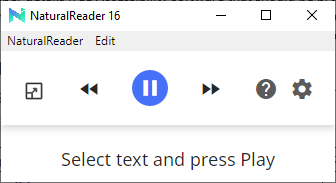 NaturalReader 16
NaturalReader Edit
Select text and press Play